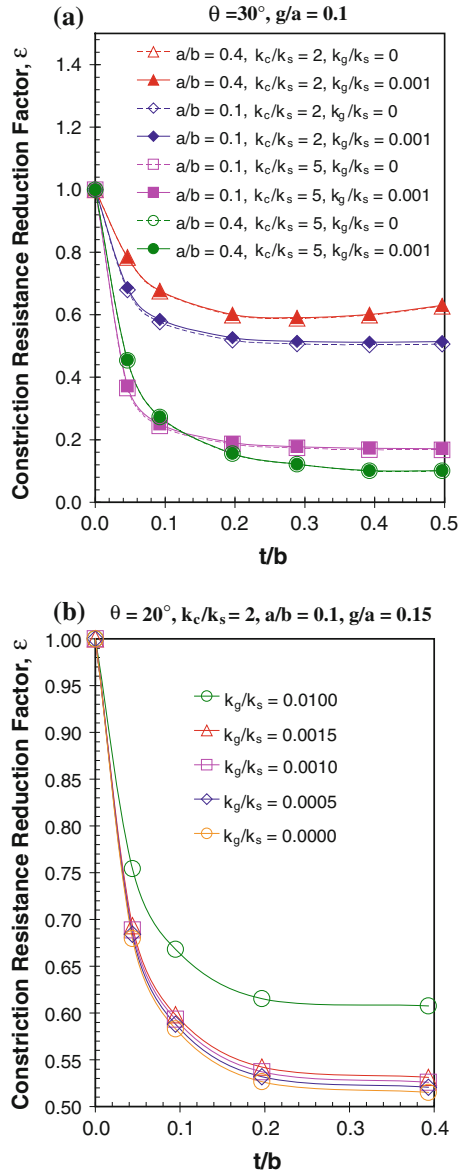 (a) θ =30°, g/a = 0.1
Constriction Resistance Reduction Factor, ε
1.4
1.2
1.0
0.8
0.6
0.4
0.2
0.0
a/b = 0.4, kc/ks = 2, kg/ks = 0
a/b = 0.4, kc/ks = 2, kg/ks = 0.001
a/b = 0.1, kc/ks = 2, kg/ks = 0
a/b = 0.1, kc/ks = 2, kg/ks = 0.001
a/b = 0.1, kc/ks = 5, kg/ks = 0
a/b = 0.1, kc/ks = 5, kg/ks = 0.001
a/b = 0.4, kc/ks = 5, kg/ks = 0
a/b = 0.4, kc/ks = 5, kg/ks = 0.001
0.0 0.1 0.2 0.3 0.4 0.5
t/b
(b) θ = 20°, kc/ks = 2, a/b = 0.1, g/a = 0.15
Constriction Resistance Reduction Factor, ε
1.00
0.95
0.90
0.85
0.80
0.75
0.70
0.65
0.60
0.55
0.50
kg/ks = 0.0100
kg/ks = 0.0015
kg/ks = 0.0010
kg/ks = 0.0005
kg/ks = 0.0000
0.0 0.1 0.2 0.3 0.4
t/b